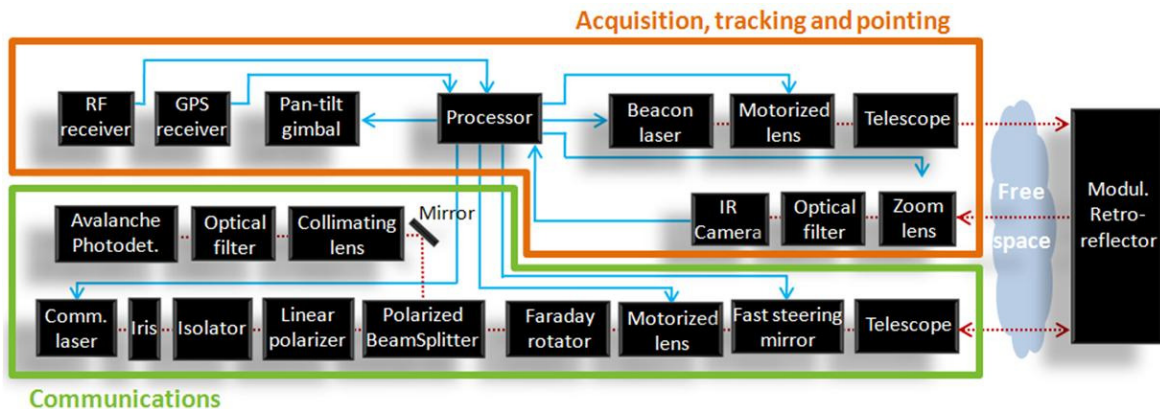 Acquisition, tracking and pointing
RF
receiver
GPS
receiver
Pan-tilt
gimbal
Processor
Beacon
laser
Motorized
lens
Telescope
Avalanche
Photodet.
Optical
filter
Collimating
lens
Mirror
IR
Camera
Optical
filter
Zoom
lens
Free
space
Modul.
Retro-
reflector
Comm.
laser
Iris
Isolator
Linear
polarizer
Polarized
BeamSplitter
Faraday
rotator
Motorized
lens
Fast steering
mirror
Telescope
Communications